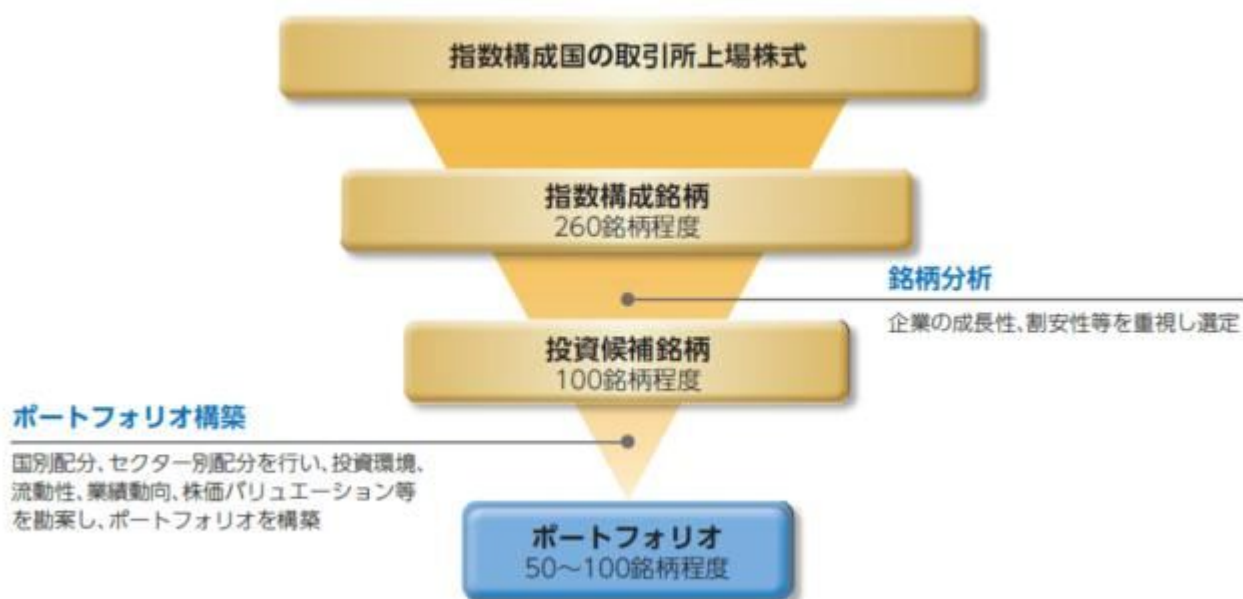 指数構成国の取引所上場株式
指数構成銘柄
260銘柄程度
銘柄分析
企業の成長性、割安性等を重視し選定
投資候補銘柄
100銘柄程度
ポートフォリオ構築
国別配分、セクター別配分を行い、投資環境、
流動性、業績動向、株価バリュエーション等
を勘案し、ポートフォリオを構築
ポートフォリオ
50～100銘柄程度